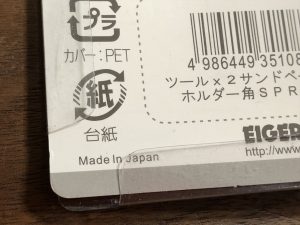 プラ
カバー:PET
紙
台紙
Made In Japan
4 986449 35108
ツール×2サンドペ
ホルダー角SPR
EIGER
http://www